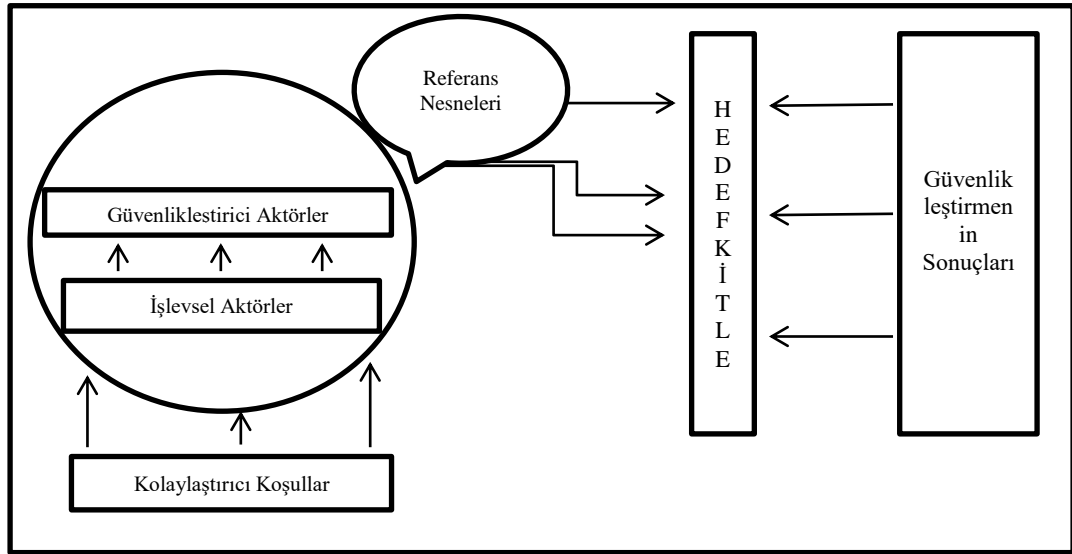 Referans
Nesneleri
Güvenliklestirici Aktörler
İşlevsel Aktörler
Kolaylaştırıcı Koşullar
H
E
D
E
F
K
İ
T
L
E
Güvenlik
leştirmen
in
Sonuçları